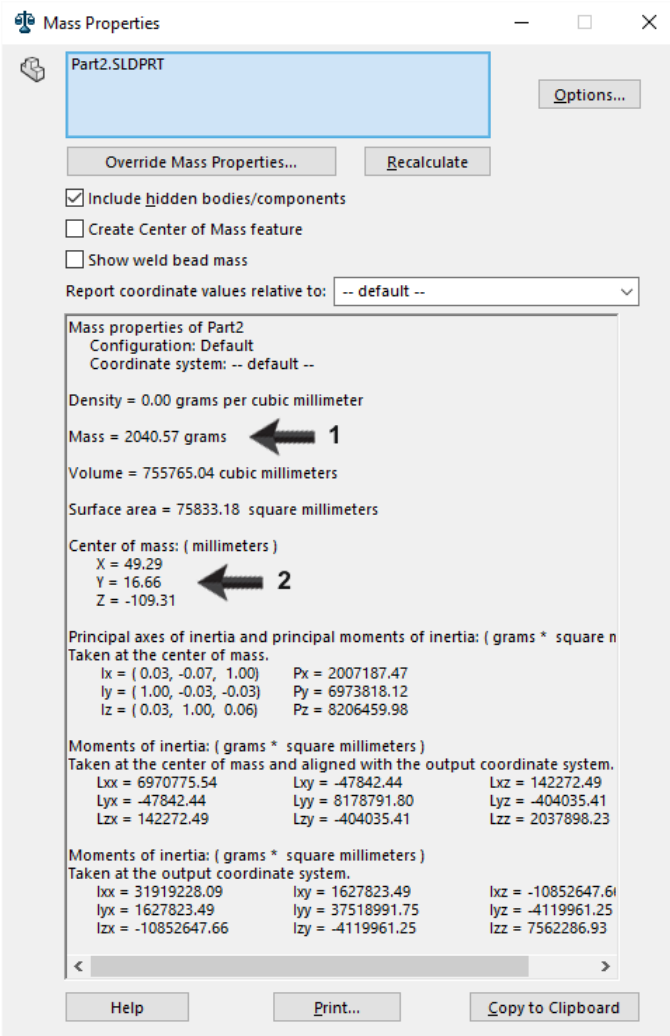 Mass Properties
Part2.SLDPRT
Options...
Override Mass Properties...
Recalculate
Include hidden bodies/components
Create Center of Mass feature
Show weld bead mass
Report coordinate values relative to: -- default --
Mass properties of Part2
Configuration: Default
Coordinate system: -- default --
Density = 0.00 grams per cubic millimeter
Mass = 2040.57 grams 1
Volume = 755765.04 cubic millimeters
Surface area = 75833.18 square millimeters
Center of mass: ( millimeters )
X = 49.29
Y = 16.66 2
Z = -109.31
Principal axes of inertia and principal moments of inertia: ( grams * square m
Taken at the center of mass.
Ix = ( 0.03, -0.07, 1.00) Px = 2007187.47
Iy = ( 1.00, -0.03, -0.03) Py = 6973818.12
Iz = ( 0.03, 1.00, 0.06) Pz = 8206459.98
Moments of inertia: ( grams * square millimeters )
Taken at the center of mass and aligned with the output coordinate system.
Lxx = 6970775.54 Lxy = -47842.44 Lxz = 142272.49
Lyx = -47842.44 Lyy = 8178791.80 Lyz = -404035.41
Lzx = 142272.49 Lzy = -404035.41 Lzz = 2037898.23
Moments of inertia: ( grams * square millimeters )
Taken at the output coordinate system.
Ixx = 31919228.09 Ixy = 1627823.49 Ixz = -10852647.66
Iyx = 1627823.49 Iyy = 37518991.75 Iyz = -4119961.25
Izx = -10852647.66 Izy = -4119961.25 Izz = 7562286.93
Help Print... Copy to Clipboard